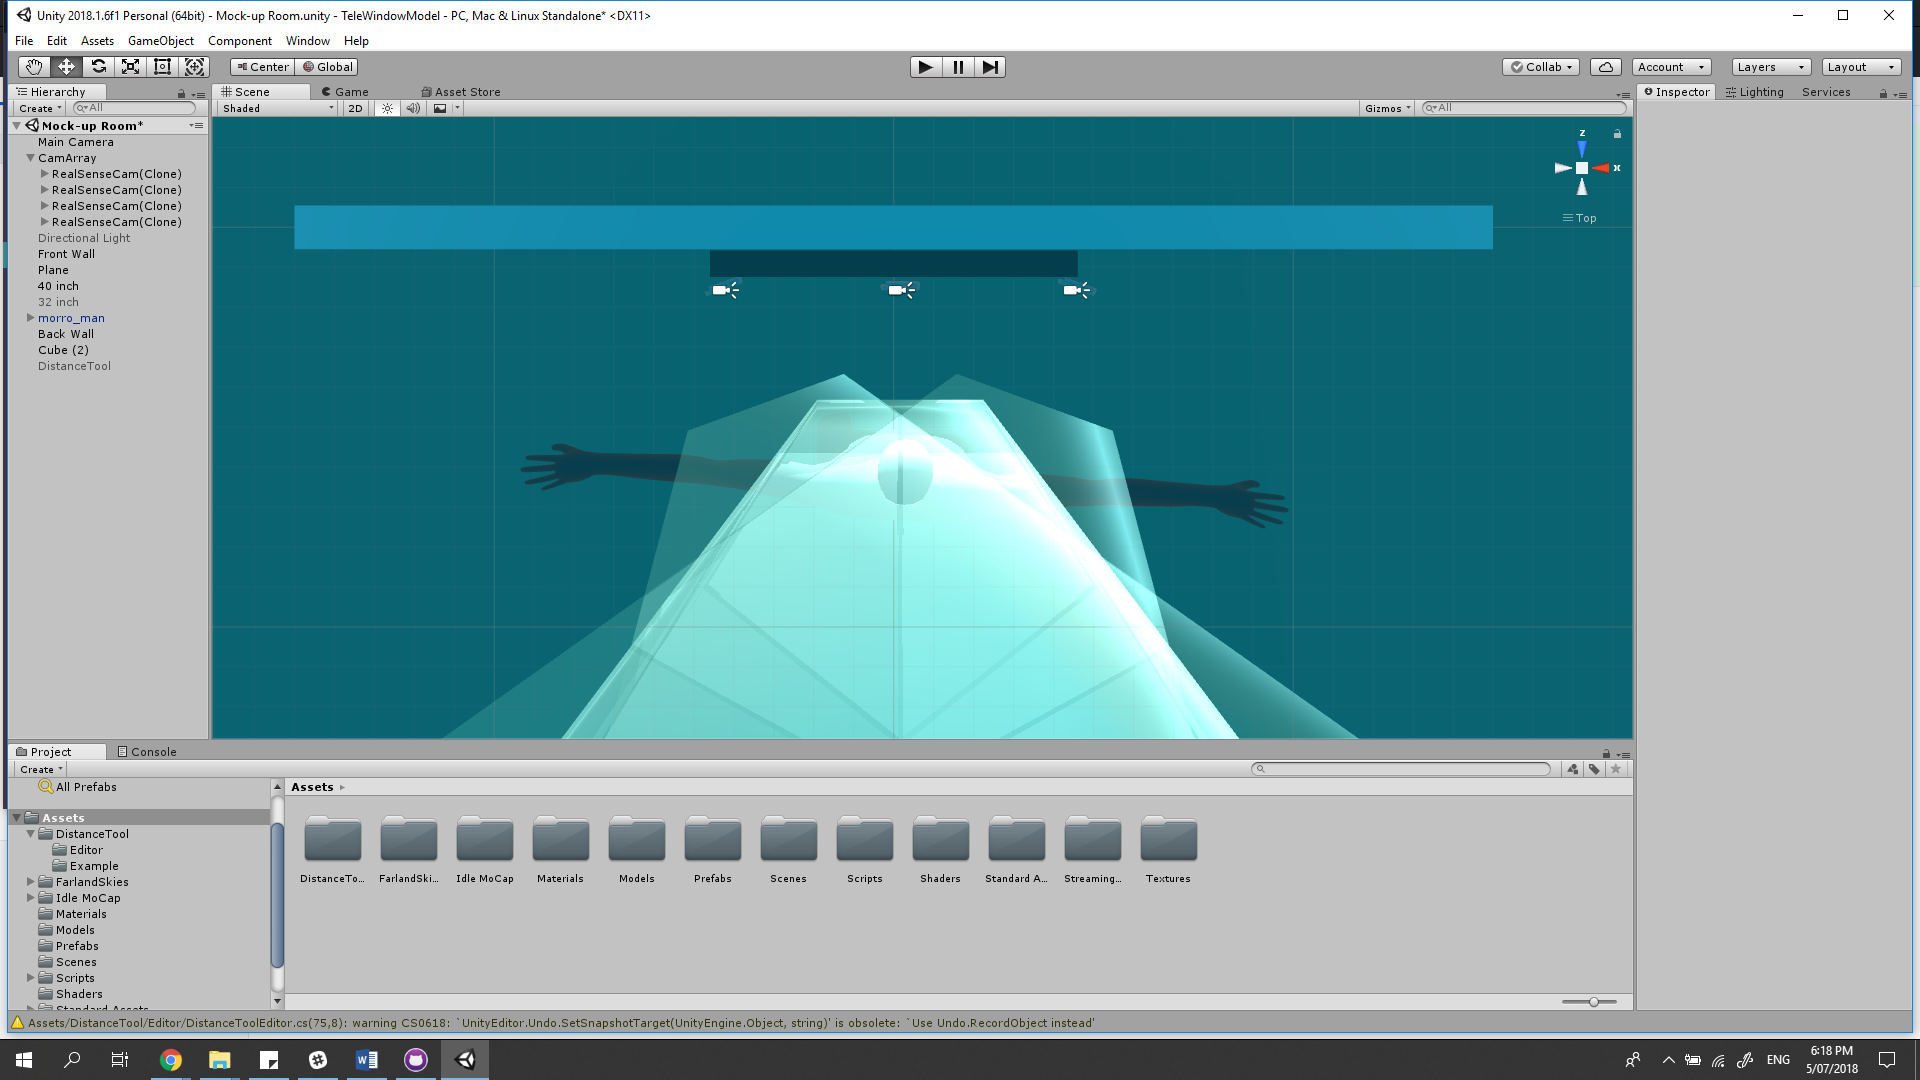 Unity 2018.1.6f1 Personal (64bit) - Mock-up Room.unity - TeleWindowModel - PC, Mac & Linux Standalone* <DX11>
File Edit Assets GameObject Component Window Help
Center Global Collab Account Layers Layout
Hierarchy
Create All
Mock-up Room*
Main Camera
CamArray
RealSenseCam(Clone)
RealSenseCam(Clone)
RealSenseCam(Clone)
RealSenseCam(Clone)
Directional Light
Front Wall
Plane
40 inch
32 inch
morro_man
Back Wall
Cube (2)
DistanceTool
Scene Game Asset Store
Shaded 2D Gizmos All
z
x
Top
Inspector Lighting Services
Project Console
Create
All Prefabs
Assets
DistanceTool
Editor
Example
FarlandSkies
Idle MoCap
Materials
Models
Prefabs
Scenes
Scripts
Shaders
Standard Assets
Assets
DistanceTo... FarlandSki... Idle MoCap Materials Models Prefabs Scenes Scripts Shaders Standard A... Streaming... Textures
Assets/DistanceTool/Editor/DistanceToolEditor.cs(75,8): warning CS0618: `UnityEditor.Undo.SetSnapshotTarget(UnityEngine.Object, string)' is obsolete: `Use Undo.RecordObject instead'
ENG
6:18 PM
5/07/2018